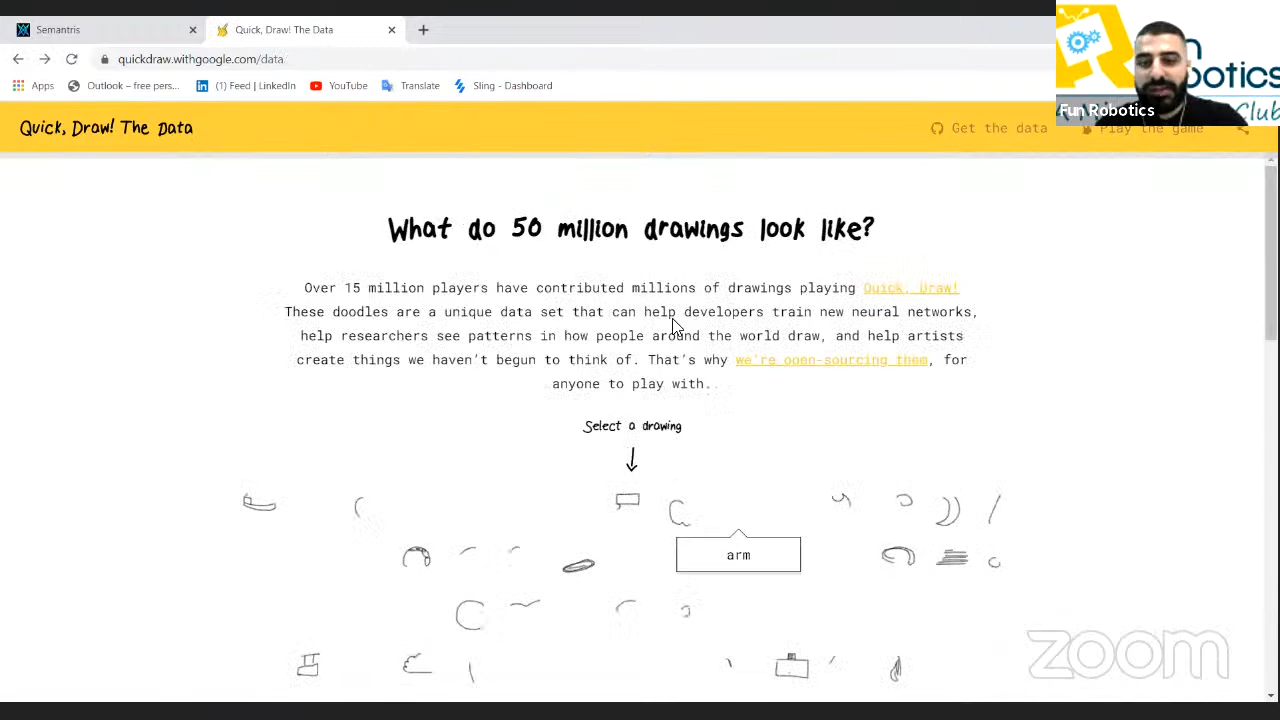 Semantris
Quick, Draw! The Data
quickdraw.withgoogle.com/data
Apps
Outlook – free pers...
(1) Feed | LinkedIn
YouTube
Translate
Sling - Dashboard
Fun Robotics
n
obotics
Club
Quick, Draw! The Data
Get the data
Play the game
What do 50 million drawings look like?
Over 15 million players have contributed millions of drawings playing Quick, Draw!
These doodles are a unique data set that can help developers train new neural networks,
help researchers see patterns in how people around the world draw, and help artists
create things we haven't begun to think of. That's why we're open-sourcing them, for
anyone to play with.
Select a drawing
arm
zoom